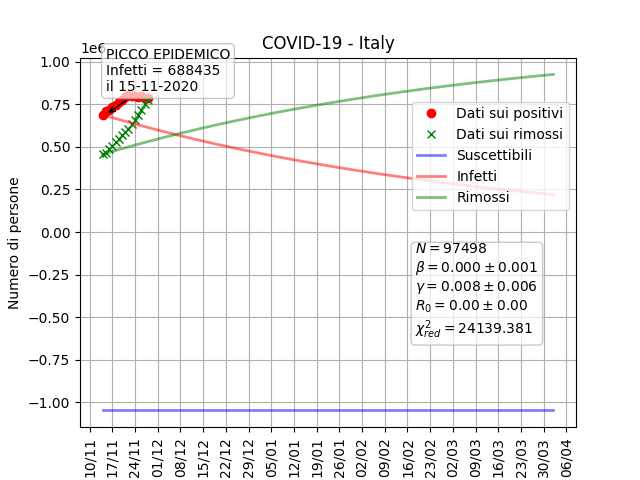 COVID-19 - Italy
1e6
PICCO EPIDEMICO
Infetti = 688435
il 15-11-2020
Numero di persone
1.00
0.75
0.50
0.25
0.00
−0.25
−0.50
−0.75
−1.00
Dati sui positivi
Dati sui rimossi
Suscettibili
Infetti
Rimossi
N = 97498
β = 0.000 ± 0.001
γ = 0.008 ± 0.006
R₀ = 0.00 ± 0.00
χ²_red = 24139.381
10/11
17/11
24/11
01/12
08/12
15/12
22/12
29/12
05/01
12/01
19/01
26/01
02/02
09/02
16/02
23/02
02/03
09/03
16/03
23/03
30/03
06/04